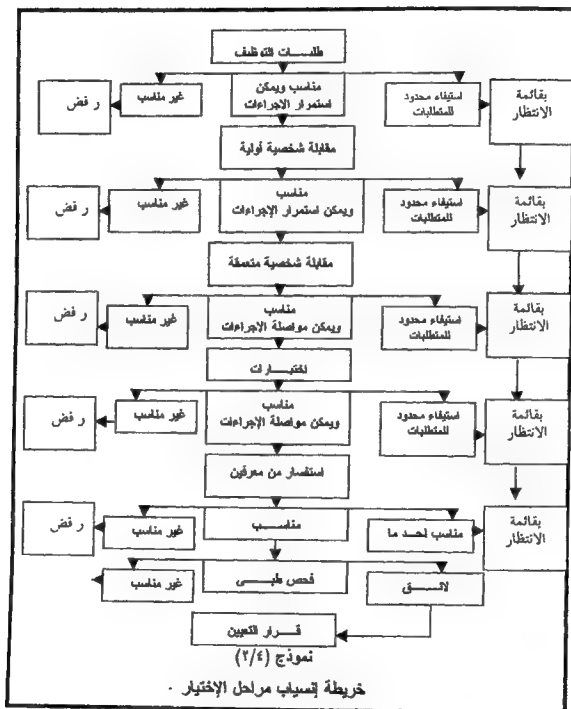 طلبات التوظيف
بقائمة
الانتظار
استيفاء محدود
للمتطلبات
مناسب ويمكن
استمرار الاجراءات
غير مناسب
رفض
مقابلة شخصية أولية
بقائمة
الانتظار
استيفاء محدود
للمتطلبات
مناسب
ويمكن استمرار الإجراءات
غير مناسب
رفض
مقابلة شخصية متعمقة
بقائمة
الانتظار
استيفاء محدود
للمتطلبات
مناسب
ويمكن مواصلة الإجراءات
غير مناسب
رفض
اختبارات
بقائمة
الانتظار
استيفاء محدود
للمتطلبات
مناسب
ويمكن مواصلة الإجراءات
غير مناسب
رفض
استفسار من معرفين
بقائمة
الانتظار
مناسب لحد ما
مناسب
غير مناسب
رفض
لائق
فحص طبى
غير مناسب
قرار التعيين
نموذج (٢/٤)
خريطة إنسياب مراحل الإختيار .